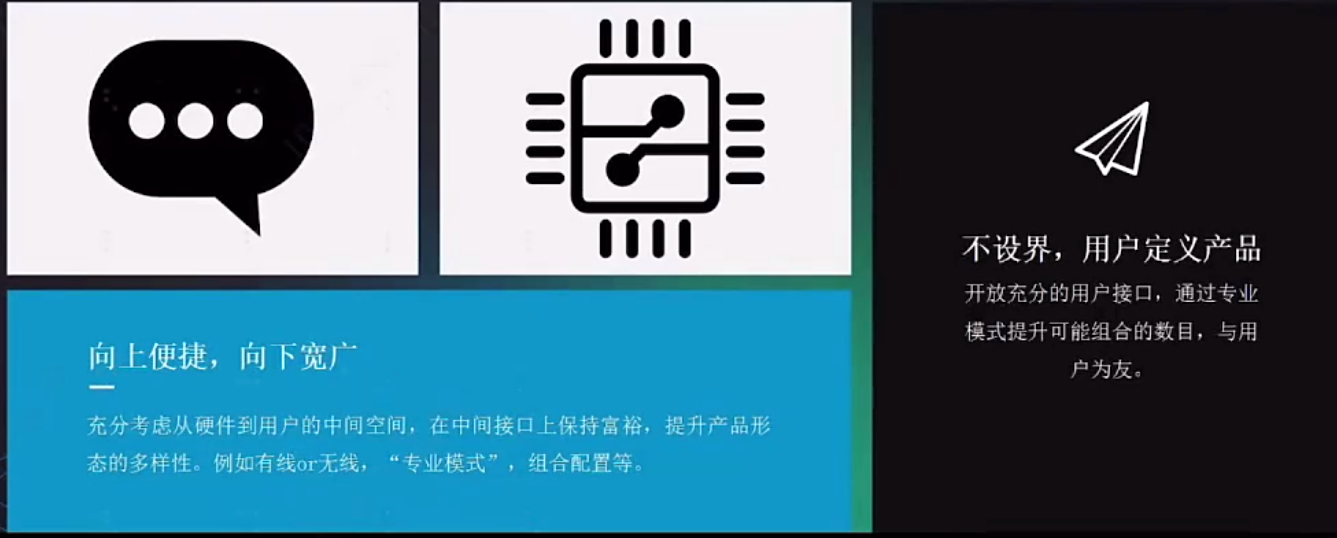 向上便捷，向下宽广
充分考虑从硬件到用户的中间空间，在中间接口上保持富裕，提升产品形
态的多样性。例如有线or无线，“专业模式”，组合配置等。
不设界，用户定义产品
开放充分的用户接口，通过专业
模式提升可能组合的数目，与用
户为友。